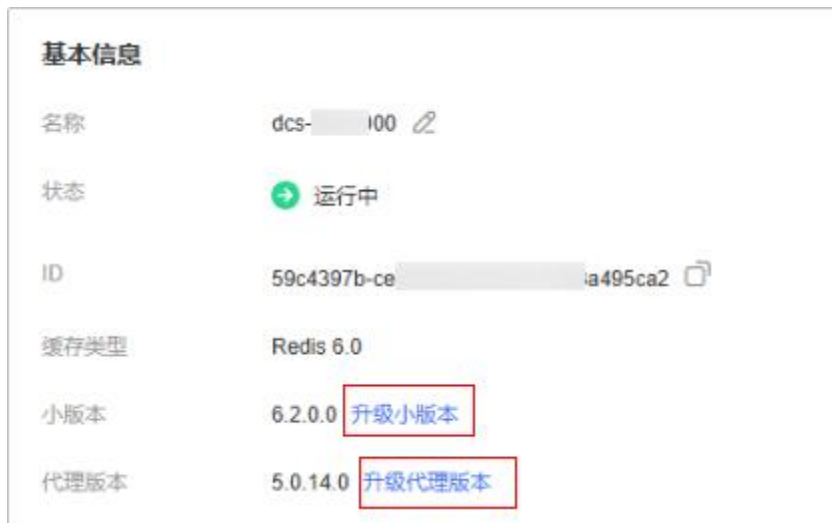 基本信息
名称 dcs- 00
状态 运行中
ID 59c4397b-ce a495ca2
缓存类型 Redis 6.0
小版本 6.2.0.0 升级小版本
代理版本 5.0.14.0 升级代理版本